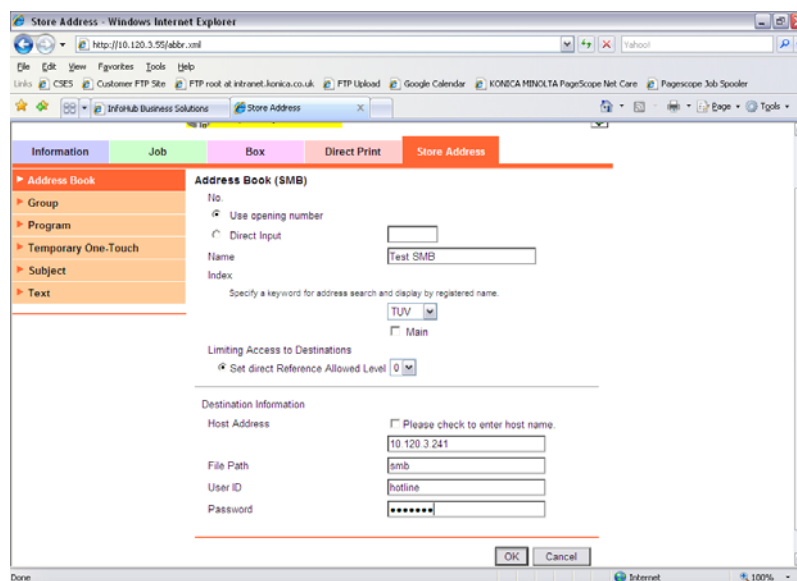 Store Address - Windows Internet Explorer
http://10.120.3.55/abbr.xml
Yahoo!
File Edit View Favorites Tools Help
Links CSES Customer FTP Site FTP root at intranet.konica.co.uk FTP Upload Google Calendar KONICA MINOLTA PageScope Net Care Pagescope Job Spooler
InfoHub Business Solutions Store Address X Page Tools
Information Job Box Direct Print Store Address
Address Book
Group
Program
Temporary One-Touch
Subject
Text
Address Book (SMB)
No.
Use opening number
Direct Input
Name Test SMB
Index
Specify a keyword for address search and display by registered name.
TUV
Main
Limiting Access to Destinations
Set direct Reference Allowed Level 0
Destination Information
Host Address Please check to enter host name.
10.120.3.241
File Path smb
User ID hotline
Password •••••••
OK Cancel
Done Internet 100%